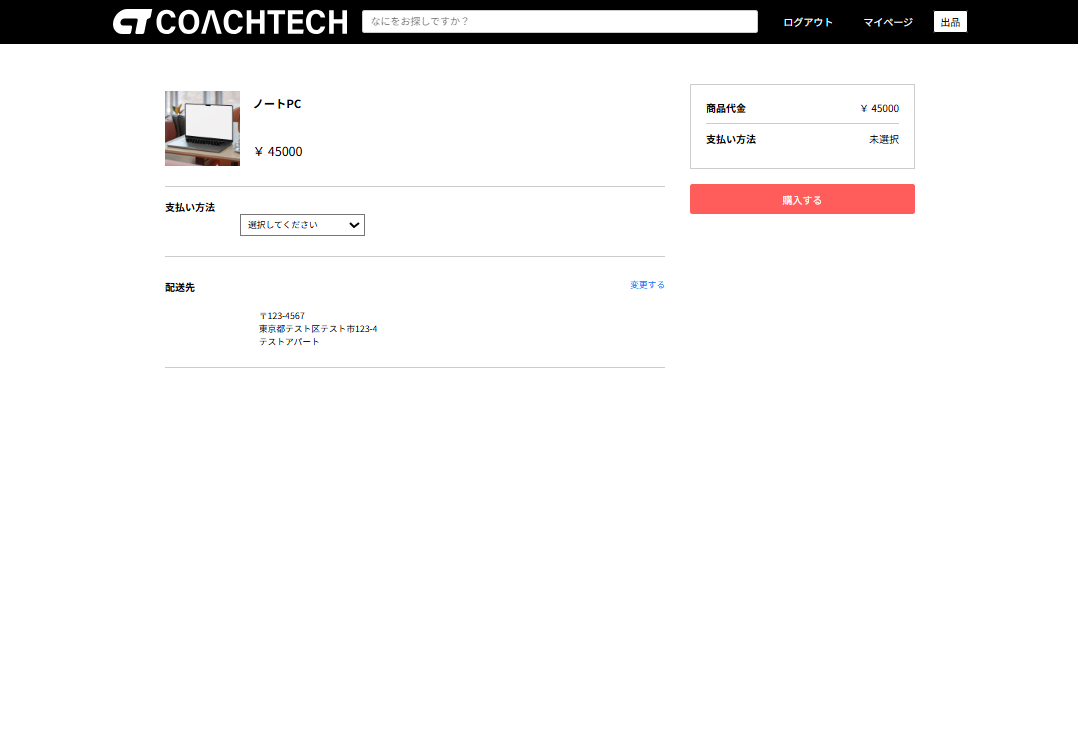 COACHTECH
なにをお探しですか？
ログアウト
マイページ
出品
ノートPC
￥ 45000
支払い方法
選択してください
配送先
変更する
〒123-4567
東京都テスト区テスト市123-4
テストアパート
商品代金
￥ 45000
支払い方法
未選択
購入する